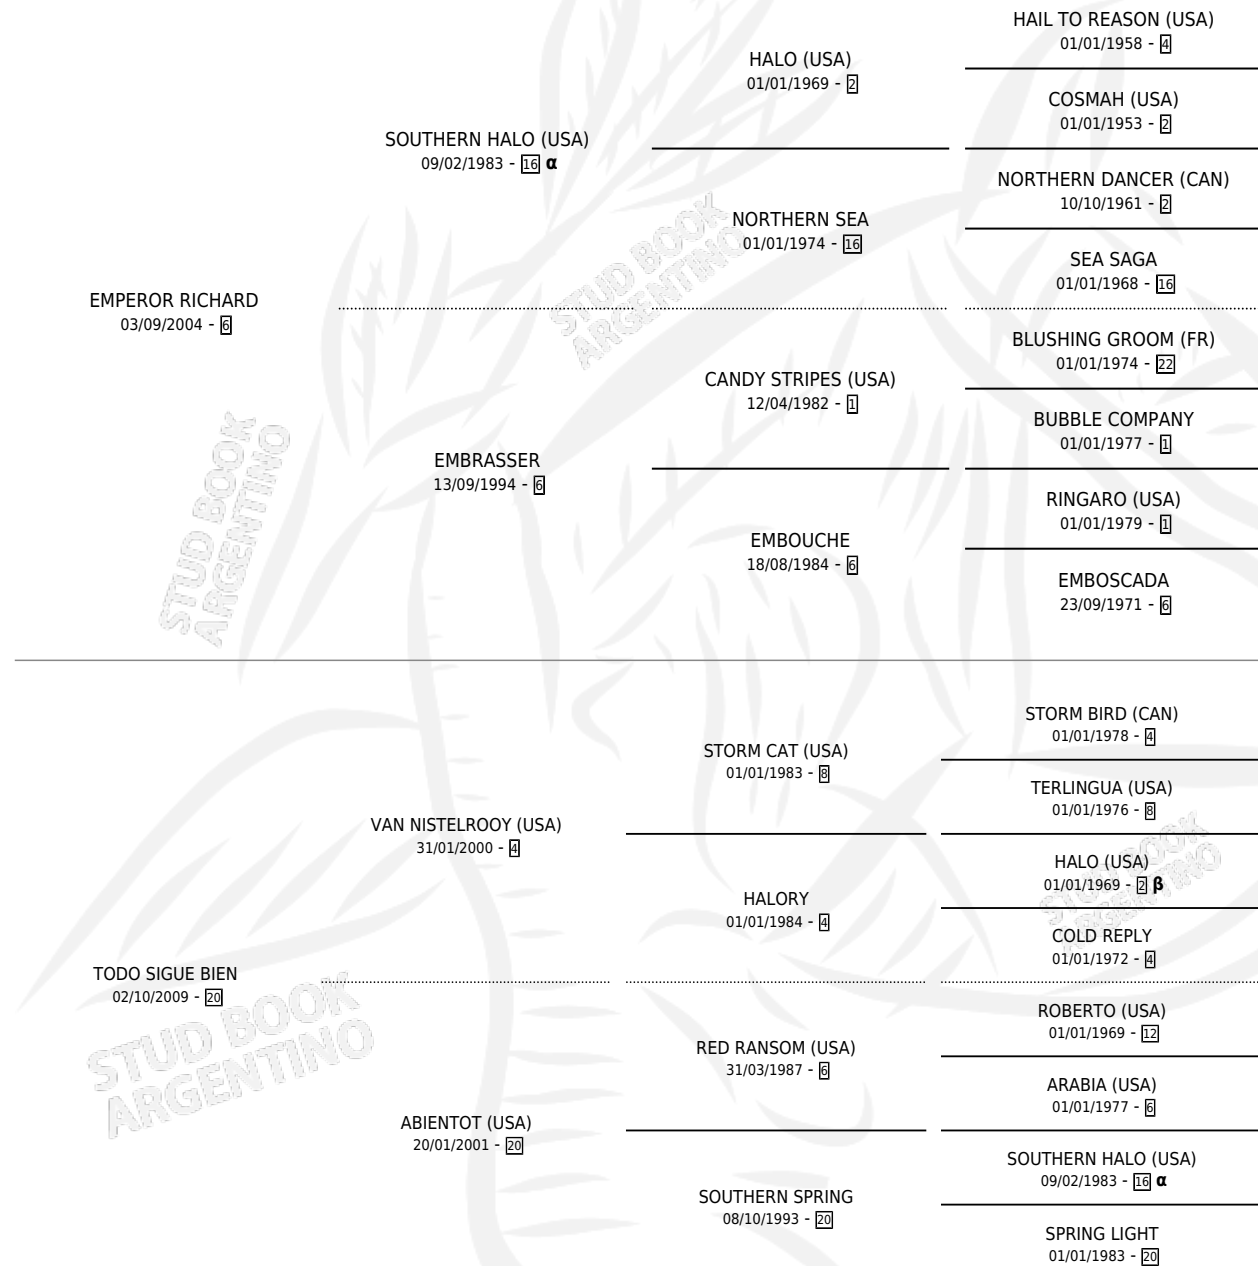 HAIL TO REASON (USA)
01/01/1958 - 4
HALO (USA)
01/01/1969 - 2
COSMAH (USA)
01/01/1953 - 2
SOUTHERN HALO (USA)
09/02/1983 - 16 α
NORTHERN DANCER (CAN)
10/10/1961 - 2
NORTHERN SEA
01/01/1974 - 16
SEA SAGA
01/01/1968 - 16
EMPEROR RICHARD
03/09/2004 - 6
BLUSHING GROOM (FR)
01/01/1974 - 22
CANDY STRIPES (USA)
12/04/1982 - 1
BUBBLE COMPANY
01/01/1977 - 1
EMBRASSER
13/09/1994 - 6
RINGARO (USA)
01/01/1979 - 1
EMBOUCHE
18/08/1984 - 6
EMBOSCADA
23/09/1971 - 6
STORM BIRD (CAN)
01/01/1978 - 4
STORM CAT (USA)
01/01/1983 - 8
TERLINGUA (USA)
01/01/1976 - 8
VAN NISTELROOY (USA)
31/01/2000 - 4
HALO (USA)
01/01/1969 - 2 β
HALORY
01/01/1984 - 4
COLD REPLY
01/01/1972 - 4
TODO SIGUE BIEN
02/10/2009 - 20
ROBERTO (USA)
01/01/1969 - 12
RED RANSOM (USA)
31/03/1987 - 6
ARABIA (USA)
01/01/1977 - 6
ABIENTOT (USA)
20/01/2001 - 20
SOUTHERN HALO (USA)
09/02/1983 - 16 α
SOUTHERN SPRING
08/10/1993 - 20
SPRING LIGHT
01/01/1983 - 20
STUD BOOK
ARGENTINO
STUD BOOK
ARGENTINO
STUD BOOK
ARGENTINO
STUD BOOK
ARGENTINO